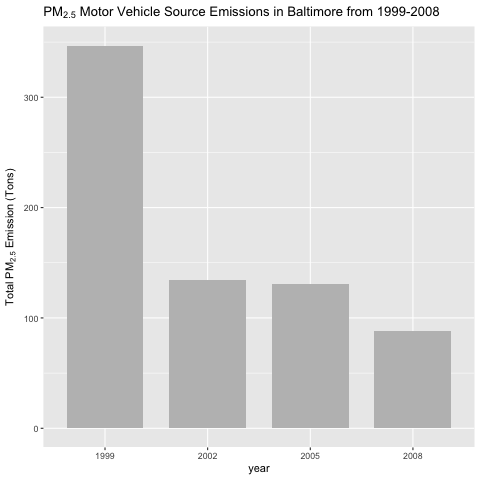 PM2.5 Motor Vehicle Source Emissions in Baltimore from 1999-2008
Total PM2.5 Emission (Tons)
300
200
100
0
1999 2002 2005 2008
year